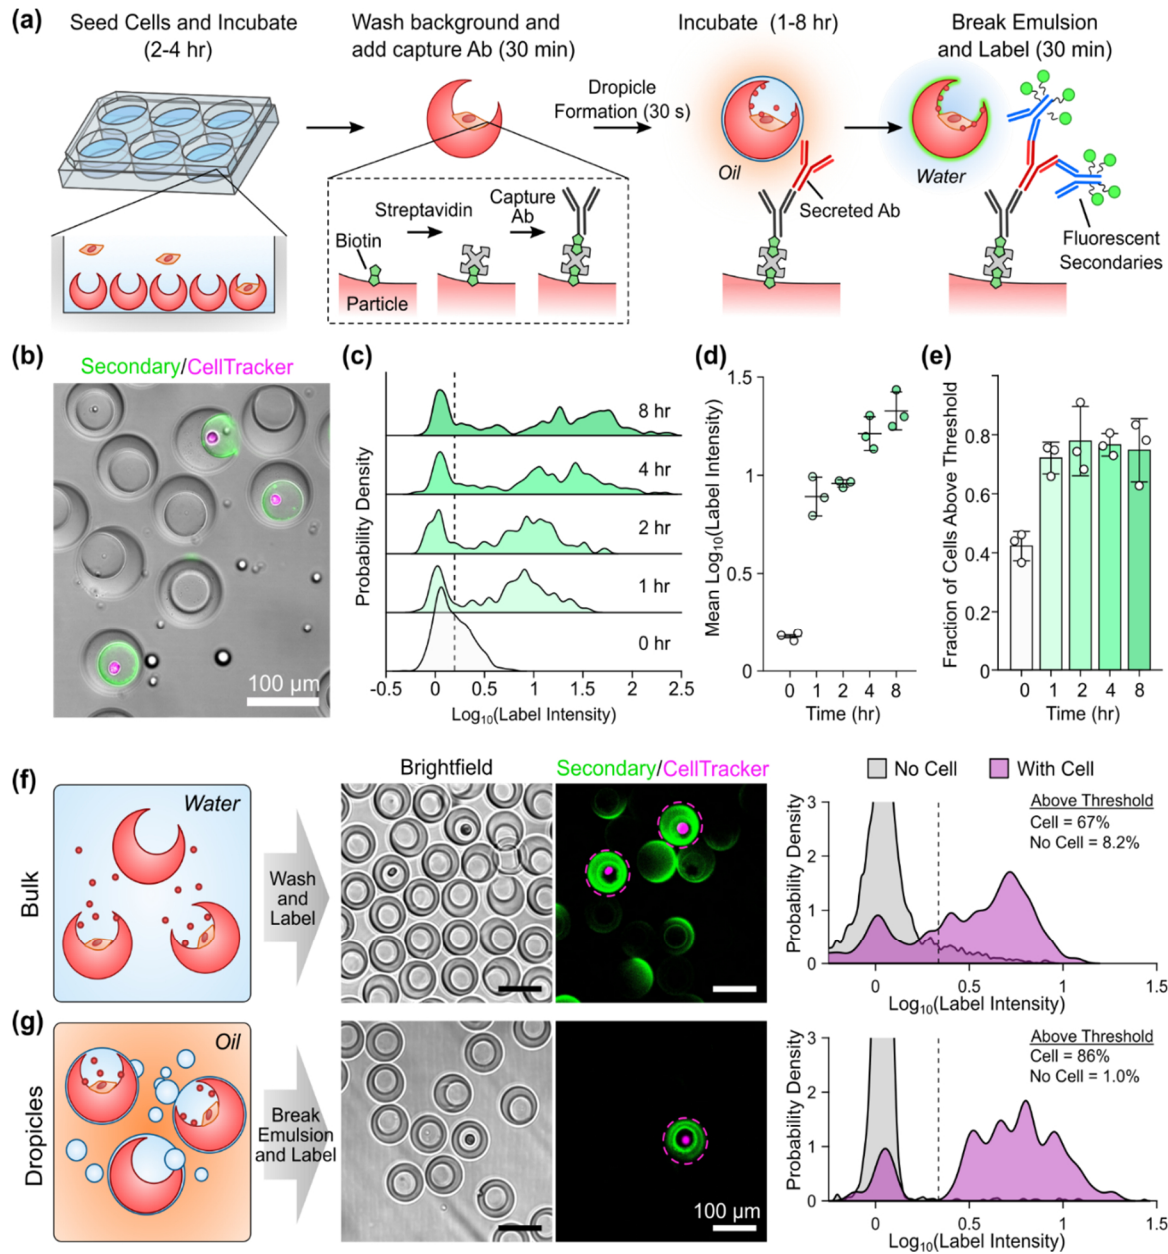 (a)
Seed Cells and Incubate
(2-4 hr)
Wash background and
add capture Ab (30 min)
Dropicle
Formation (30 s)
Incubate (1-8 hr)
Break Emulsion
and Label (30 min)
Biotin
Streptavidin
Capture
Ab
Particle
Oil
Secreted Ab
Water
Fluorescent
Secondaries
(b)
Secondary/CellTracker
100 µm
(c)
Probability Density
8 hr
4 hr
2 hr
1 hr
0 hr
-0.5 0 0.5 1 1.5 2 2.5
Log10(Label Intensity)
(d)
Mean Log10(Label Intensity)
1.5
1
0.5
0
0 1 2 4 8
Time (hr)
(e)
Fraction of Cells Above Threshold
0.8
0.6
0.4
0.2
0
0 1 2 4 8
Time (hr)
(f)
Bulk
Water
Wash
and
Label
Brightfield
Secondary/CellTracker
No Cell
With Cell
Above Threshold
Cell = 67%
No Cell = 8.2%
Probability Density
3
2
1
0
0 0.5 1 1.5
Log10(Label Intensity)
(g)
Dropicles
Oil
Break
Emulsion
and Label
100 µm
Above Threshold
Cell = 86%
No Cell = 1.0%
Probability Density
3
2
1
0
0 0.5 1 1.5
Log10(Label Intensity)